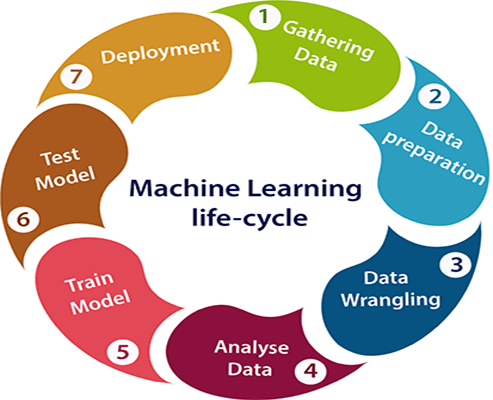 Machine Learning
life-cycle
1
Gathering
Data
2
Data
preparation
3
Data
Wrangling
4
Analyse
Data
5
Train
Model
6
Test
Model
7
Deployment